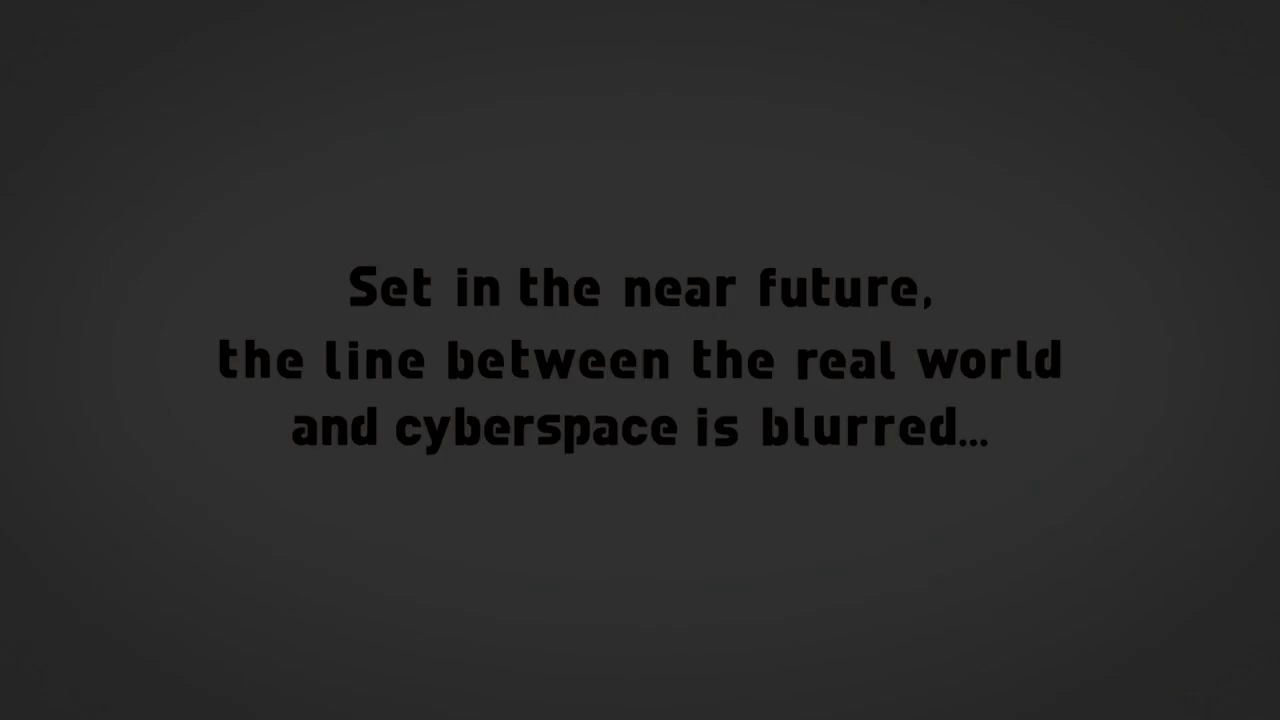 Set in the near future,
the line between the real world
and cyberspace is blurred...